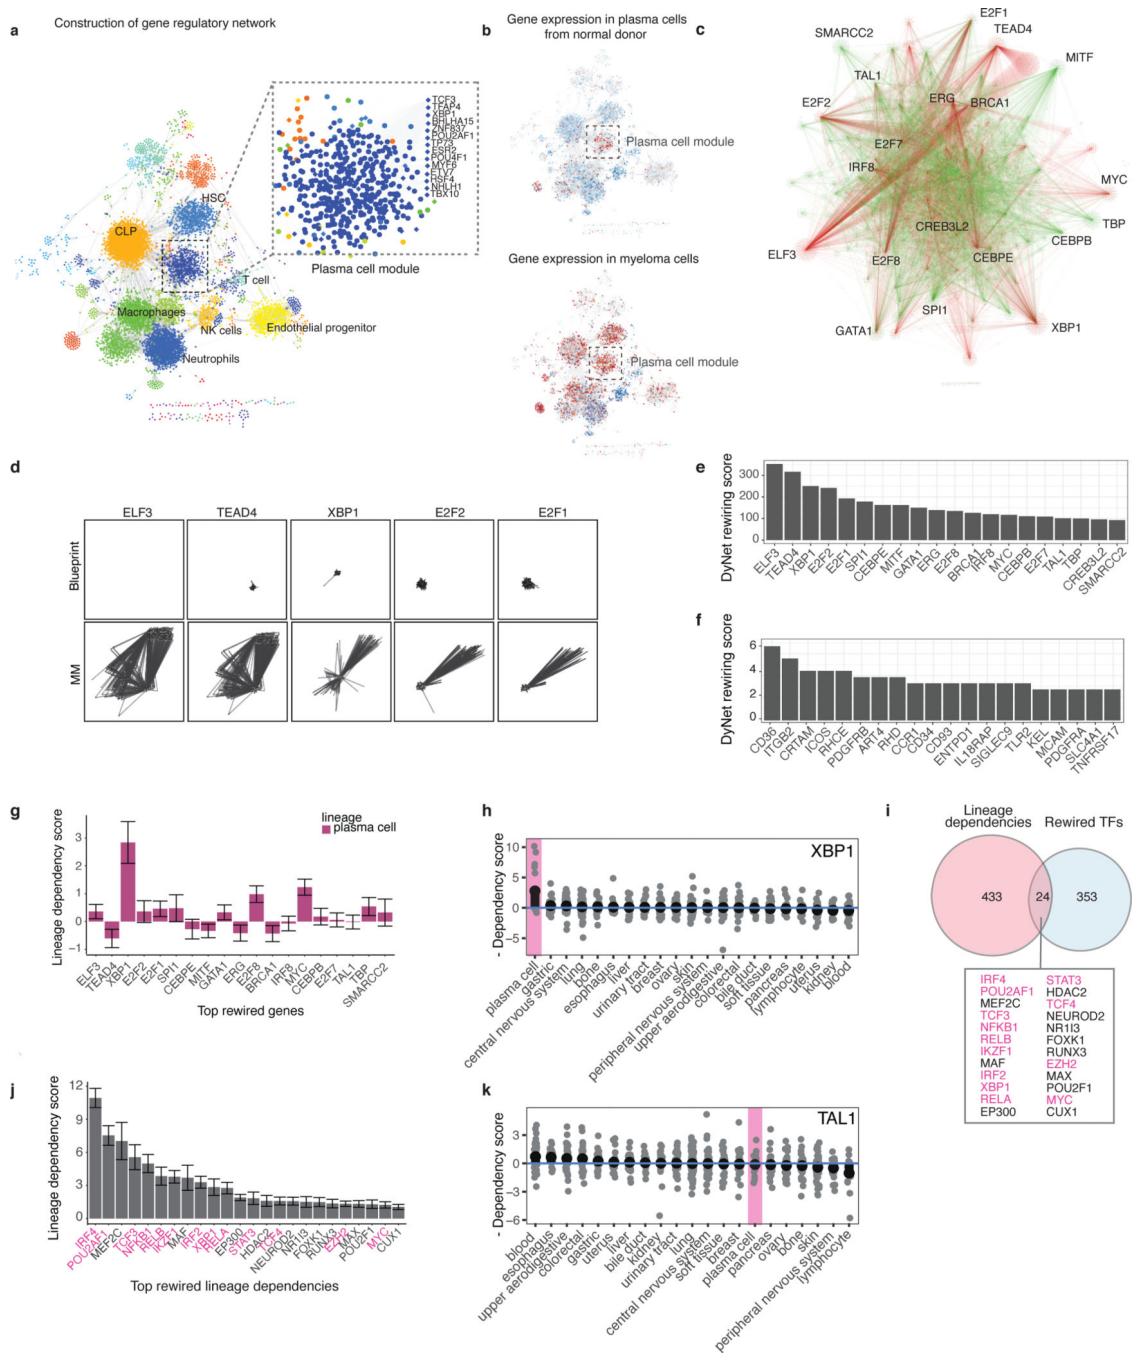 a
Construction of gene regulatory network
HSC
CLP
T cell
Macrophages
NK cells
Endothelial progenitor
Neutrophils
TCF3
TFAP4
XBP1
BHLHA15
ZNF837
POU2AF1
TP73
ESR2
POU4F1
MYF6
ETV7
HSF4
NHLH1
TBX10
Plasma cell module
b
Gene expression in plasma cells
from normal donor
Plasma cell module
Gene expression in myeloma cells
Plasma cell module
c
E2F1
TEAD4
SMARCC2
MITF
TAL1
E2F2
ERG
BRCA1
E2F7
IRF8
MYC
CREB3L2
TBP
CEBPB
ELF3
E2F8
CEBPE
SPI1
GATA1
XBP1
d
ELF3 TEAD4 XBP1 E2F2 E2F1
Blueprint
MM
e
DyNet rewiring score
300
200
100
0
ELF3
TEAD4
XBP1
E2F2
E2F1
SPI1
CEBPE
MITF
GATA1
ERG
E2F8
BRCA1
IRF8
MYC
CEBPB
E2F7
TAL1
TBP
CREB3L2
SMARCC2
f
DyNet rewiring score
6
4
2
0
CD36
ITGB2
CRTAM
ICOS
RHCE
PDGFRB
ART4
RHD
CCR1
CD34
CD93
ENTPD1
IL18RAP
SIGLEC9
TLR2
KEL
MCAM
PDGFRA
SLC4A1
TNFRSF17
g
Lineage dependency score
3
2
1
0
−1
lineage
plasma cell
ELF3
TEAD4
XBP1
E2F2
E2F1
SPI1
CEBPE
MITF
GATA1
ERG
E2F8
BRCA1
IRF8
MYC
CEBPB
E2F7
TAL1
TBP
SMARCC2
Top rewired genes
h
- Dependency score
10
5
0
−5
XBP1
plasma cell
gastric
central nervous system
lung
bone
esophagus
liver
urinary tract
breast
ovary
skin
peripheral nervous system
upper aerodigestive
colorectal
bile duct
soft tissue
pancreas
lymphocyte
uterus
kidney
blood
i
Lineage
dependencies
Rewired TFs
433 24 353
IRF4 STAT3
POU2AF1 HDAC2
MEF2C TCF4
TCF3 NEUROD2
NFKB1 NR1I3
RELB FOXK1
IKZF1 RUNX3
MAF EZH2
IRF2 MAX
XBP1 POU2F1
RELA MYC
EP300 CUX1
j
Lineage dependency score
12
9
6
3
0
IRF4
POU2AF1
MEF2C
TCF3
NFKB1
RELB
IKZF1
MAF
IRF2
XBP1
RELA
EP300
STAT3
HDAC2
TCF4
NEUROD2
NR1I3
FOXK1
RUNX3
EZH2
MAX
POU2F1
MYC
CUX1
Top rewired lineage dependencies
k
- Dependency score
3
0
−3
−6
TAL1
blood
esophagus
upper aerodigestive
colorectal
gastric
uterus
liver
bile duct
kidney
urinary tract
lung
central nervous system
soft tissue
breast
plasma cell
pancreas
ovary
bone
skin
peripheral nervous system
lymphocyte